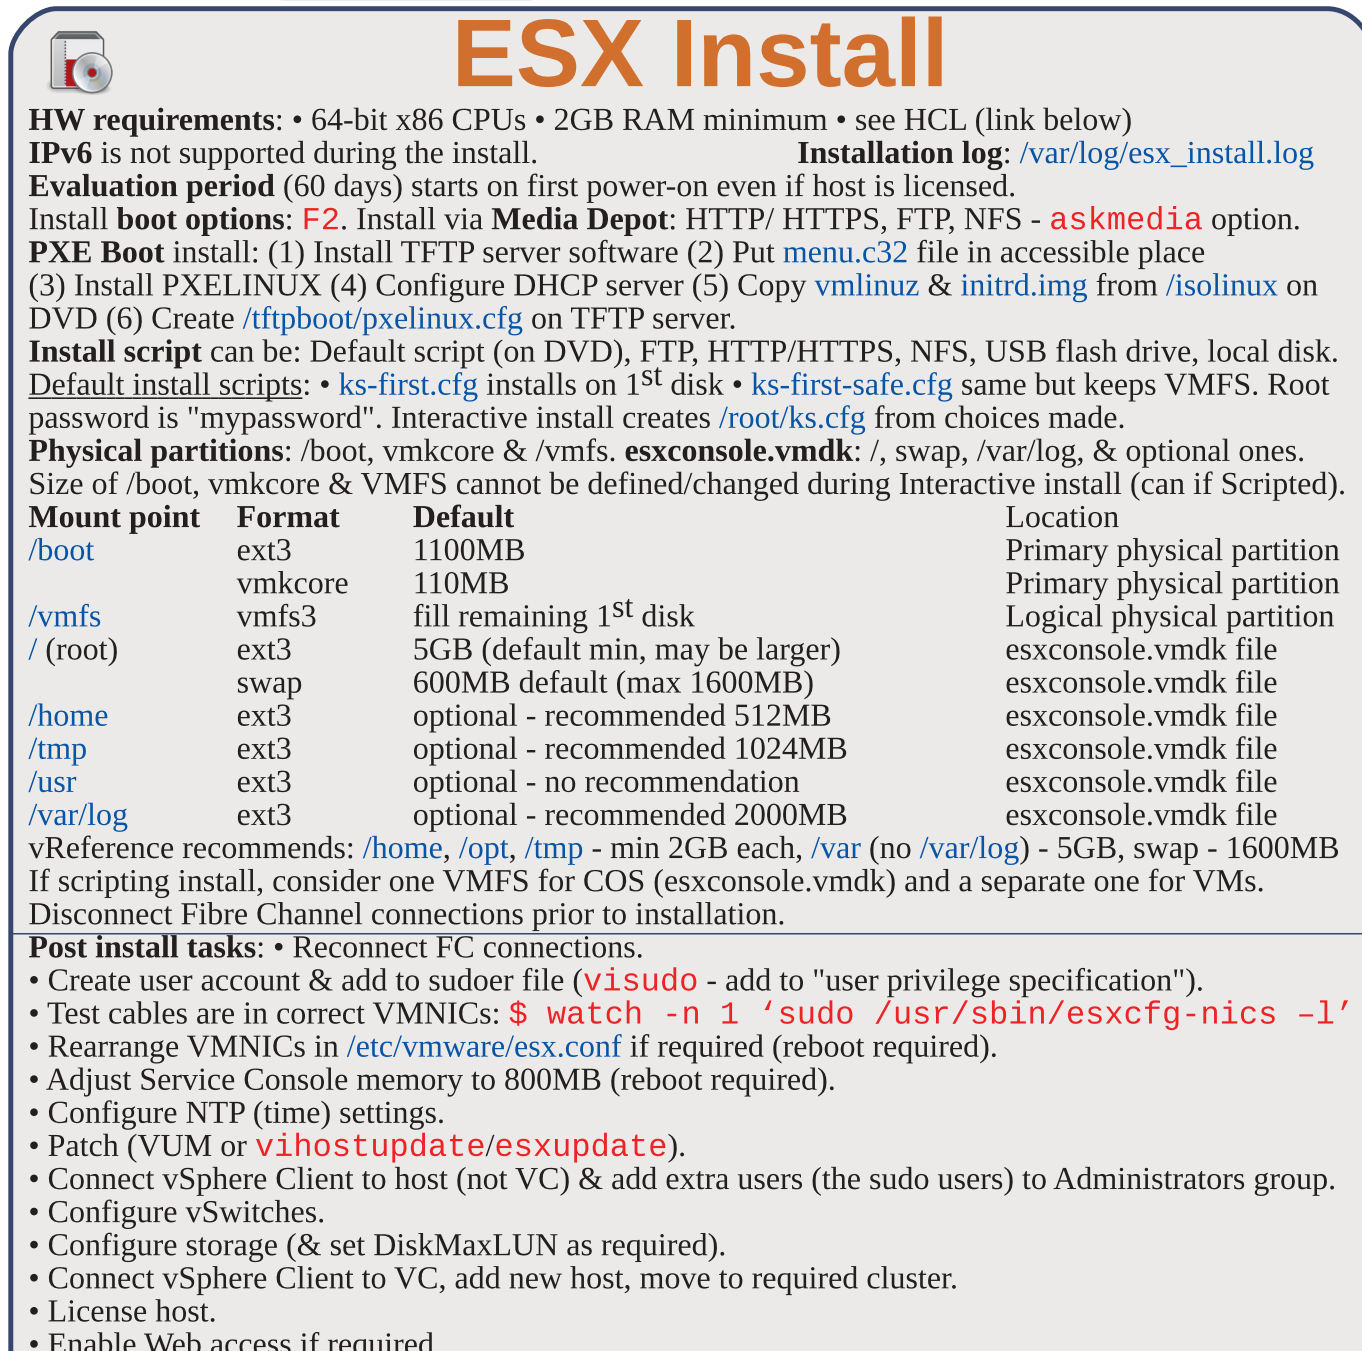 ESX Install
HW requirements: • 64-bit x86 CPUs • 2GB RAM minimum • see HCL (link below)
IPv6 is not supported during the install. Installation log: /var/log/esx_install.log
Evaluation period (60 days) starts on first power-on even if host is licensed.
Install boot options: F2. Install via Media Depot: HTTP/ HTTPS, FTP, NFS - askmedia option.
PXE Boot install: (1) Install TFTP server software (2) Put menu.c32 file in accessible place
(3) Install PXELINUX (4) Configure DHCP server (5) Copy vmlinuz & initrd.img from /isolinux on
DVD (6) Create /tftpboot/pxelinux.cfg on TFTP server.
Install script can be: Default script (on DVD), FTP, HTTP/HTTPS, NFS, USB flash drive, local disk.
Default install scripts: • ks-first.cfg installs on 1st disk • ks-first-safe.cfg same but keeps VMFS. Root
password is "mypassword". Interactive install creates /root/ks.cfg from choices made.
Physical partitions: /boot, vmkcore & /vmfs. esxconsole.vmdk: /, swap, /var/log, & optional ones.
Size of /boot, vmkcore & VMFS cannot be defined/changed during Interactive install (can if Scripted).
Mount point Format Default Location
/boot ext3 1100MB Primary physical partition
vmkcore 110MB Primary physical partition
/vmfs vmfs3 fill remaining 1st disk Logical physical partition
/ (root) ext3 5GB (default min, may be larger) esxconsole.vmdk file
swap 600MB default (max 1600MB) esxconsole.vmdk file
/home ext3 optional - recommended 512MB esxconsole.vmdk file
/tmp ext3 optional - recommended 1024MB esxconsole.vmdk file
/usr ext3 optional - no recommendation esxconsole.vmdk file
/var/log ext3 optional - recommended 2000MB esxconsole.vmdk file
vReference recommends: /home, /opt, /tmp - min 2GB each, /var (no /var/log) - 5GB, swap - 1600MB
If scripting install, consider one VMFS for COS (esxconsole.vmdk) and a separate one for VMs.
Disconnect Fibre Channel connections prior to installation.
Post install tasks: • Reconnect FC connections.
• Create user account & add to sudoer file (visudo - add to "user privilege specification").
• Test cables are in correct VMNICs: $ watch -n 1 ‘sudo /usr/sbin/esxcfg-nics –l’
• Rearrange VMNICs in /etc/vmware/esx.conf if required (reboot required).
• Adjust Service Console memory to 800MB (reboot required).
• Configure NTP (time) settings.
• Patch (VUM or vihostupdate/esxupdate).
• Connect vSphere Client to host (not VC) & add extra users (the sudo users) to Administrators group.
• Configure vSwitches.
• Configure storage (& set DiskMaxLUN as required).
• Connect vSphere Client to VC, add new host, move to required cluster.
• License host.
• Enable Web access if required